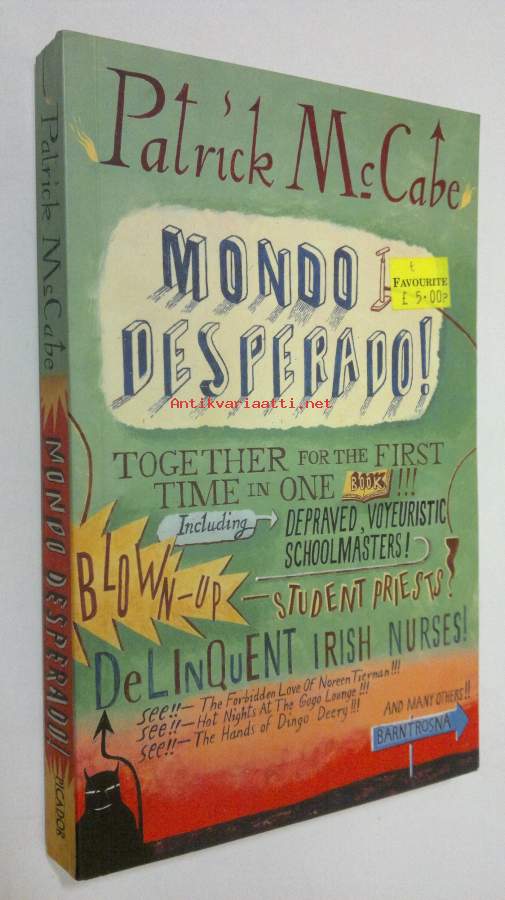 Patrick McCabe
MONDO
DESPERADO!
t
FAVOURITE
£ 5.00P
Antikvariaatti.net
TOGETHER FOR THE FIRST
TIME IN ONE BOOK!!!!
Including
DEPRAVED, VOYEURISTIC
SCHOOLMASTERS!
BLOWN-UP
-STUDENT PRIESTS?
DELINQUENT IRISH NURSES!
SEE!!- The Forbidden Love Of Noreen Tiernan!!!
SEE!!- Hot Nights At The Gogo Lounge!!!
SEE!!- The Hands of Dingo Deery!!!
AND MANY OTHERS!!
BARNTROSNA
Patrick McCabe
MONDO DESPERADO!
PICADOR